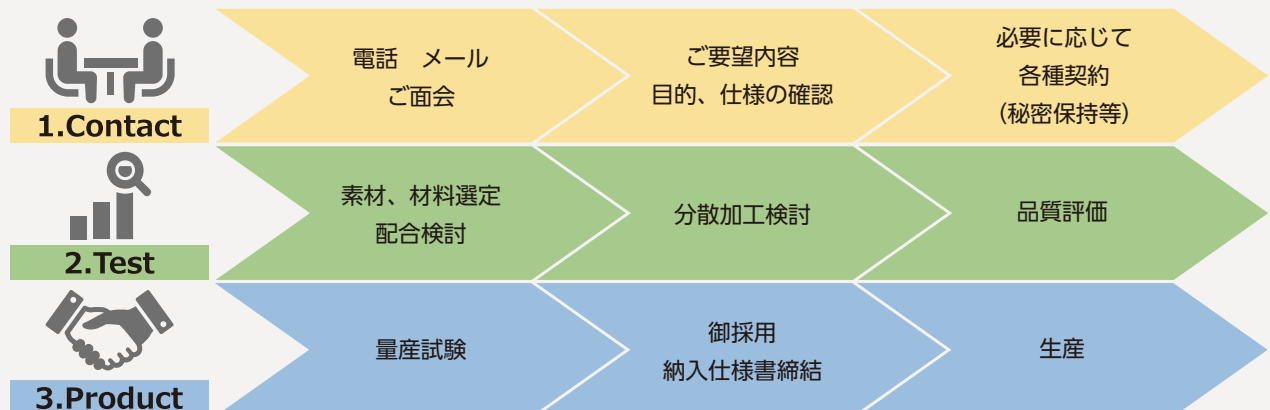 1.Contact
電話　メール
ご面会
ご要望内容
目的、仕様の確認
必要に応じて
各種契約
(秘密保持等)
2.Test
素材、材料選定
配合検討
分散加工検討
品質評価
3.Product
量産試験
御採用
納入仕様書締結
生産